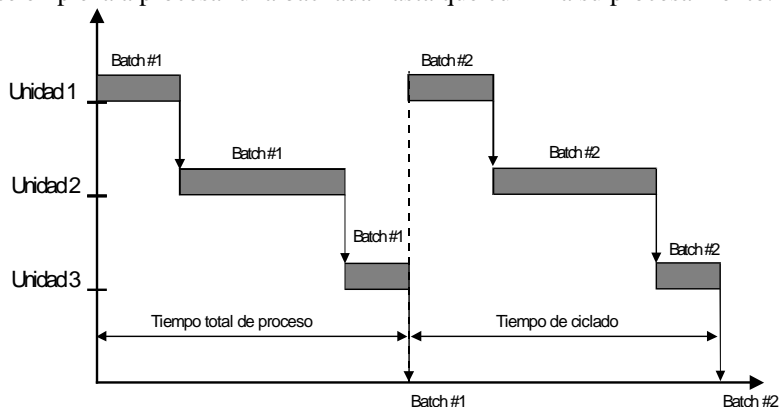 Batch #1
Batch #2
Unidad 1
Batch #1
Batch #2
Unidad 2
Batch #1
Batch #2
Unidad 3
Tiempo total de proceso
Tiempo de ciclado
Batch #1
Batch #2